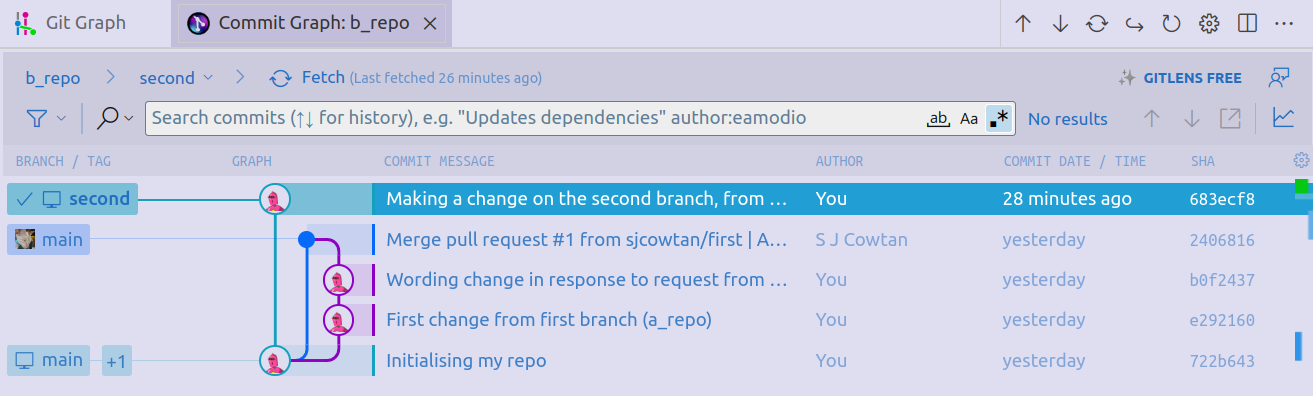 Git Graph Commit Graph: b_repo
b_repo second Fetch (Last fetched 26 minutes ago) GITLENS FREE
Search commits (↑↓ for history), e.g. "Updates dependencies" author:eamodio ab, Aa .* No results
BRANCH / TAG GRAPH COMMIT MESSAGE AUTHOR COMMIT DATE / TIME SHA
second Making a change on the second branch, from ... You 28 minutes ago 683ecf8
main Merge pull request #1 from sjcowtan/first | A... S J Cowtan yesterday 2406816
Wording change in response to request from ... You yesterday b0f2437
First change from first branch (a_repo) You yesterday e292160
main +1 Initialising my repo You yesterday 722b643